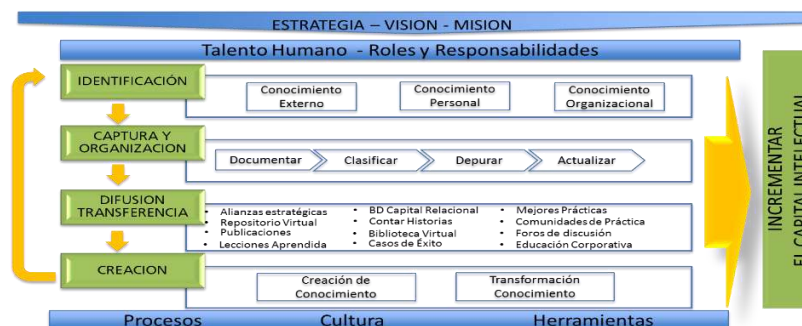 ESTRATEGIA – VISION - MISION
Talento Humano - Roles y Responsabilidades
IDENTIFICACIÓN
Conocimiento
Externo
Conocimiento
Personal
Conocimiento
Organizacional
CAPTURA Y
ORGANIZACION
Documentar
Clasificar
Depurar
Actualizar
DIFUSION
TRANSFERENCIA
• Alianzas estratégicas
• Repositorio Virtual
• Publicaciones
• Lecciones Aprendida
• BD Capital Relacional
• Contar Historias
• Biblioteca Virtual
• Casos de Éxito
• Mejores Prácticas
• Comunidades de Práctica
• Foros de discusión
• Educación Corporativa
CREACION
Creación de
Conocimiento
Transformación
Conocimiento
Procesos
Cultura
Herramientas
INCREMENTAR
EL CAPITAL INTELECTUAL